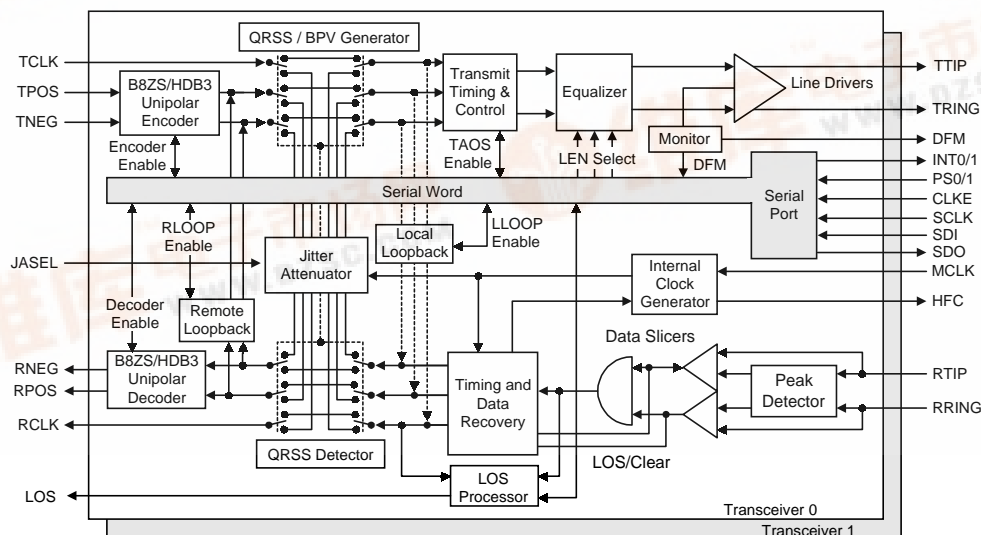 QRSS / BPV Generator
TCLK
TPOS
TNEG
B8ZS/HDB3
Unipolar
Encoder
Encoder
Enable
Transmit
Timing &
Control
TAOS
Enable
Equalizer
LEN Select
Line Drivers
Monitor
DFM
TTIP
TRING
DFM
INT0/1
PS0/1
CLKE
SCLK
SDI
SDO
MCLK
HFC
Serial Word
Serial
Port
RLOOP
Enable
Local
Loopback
LLOOP
Enable
JASEL
Jitter
Attenuator
Internal
Clock
Generator
Decoder
Enable
Remote
Loopback
Data Slicers
RNEG
RPOS
RCLK
B8ZS/HDB3
Unipolar
Decoder
Timing and
Data
Recovery
Peak
Detector
RTIP
RRING
QRSS Detector
LOS/Clear
LOS
LOS
Processor
Transceiver 0
Transceiver 1